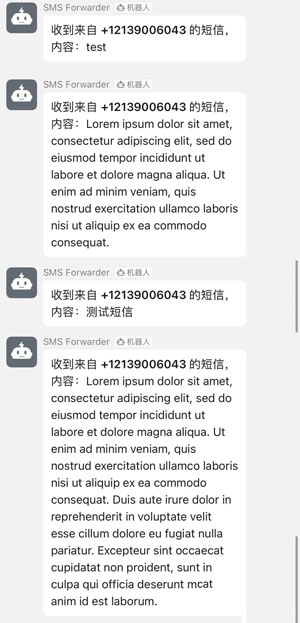 SMS Forwarder 机器人
收到来自 +12139006043 的短信，
内容：test
SMS Forwarder 机器人
收到来自 +12139006043 的短信，
内容：Lorem ipsum dolor sit amet,
consectetur adipiscing elit, sed do
eiusmod tempor incididunt ut
labore et dolore magna aliqua. Ut
enim ad minim veniam, quis
nostrud exercitation ullamco laboris
nisi ut aliquip ex ea commodo
consequat.
SMS Forwarder 机器人
收到来自 +12139006043 的短信，
内容：测试短信
SMS Forwarder 机器人
收到来自 +12139006043 的短信，
内容：Lorem ipsum dolor sit amet,
consectetur adipiscing elit, sed do
eiusmod tempor incididunt ut
labore et dolore magna aliqua. Ut
enim ad minim veniam, quis
nostrud exercitation ullamco laboris
nisi ut aliquip ex ea commodo
consequat. Duis aute irure dolor in
reprehenderit in voluptate velit
esse cillum dolore eu fugiat nulla
pariatur. Excepteur sint occaecat
cupidatat non proident, sunt in
culpa qui officia deserunt mcat
anim id est laborum.